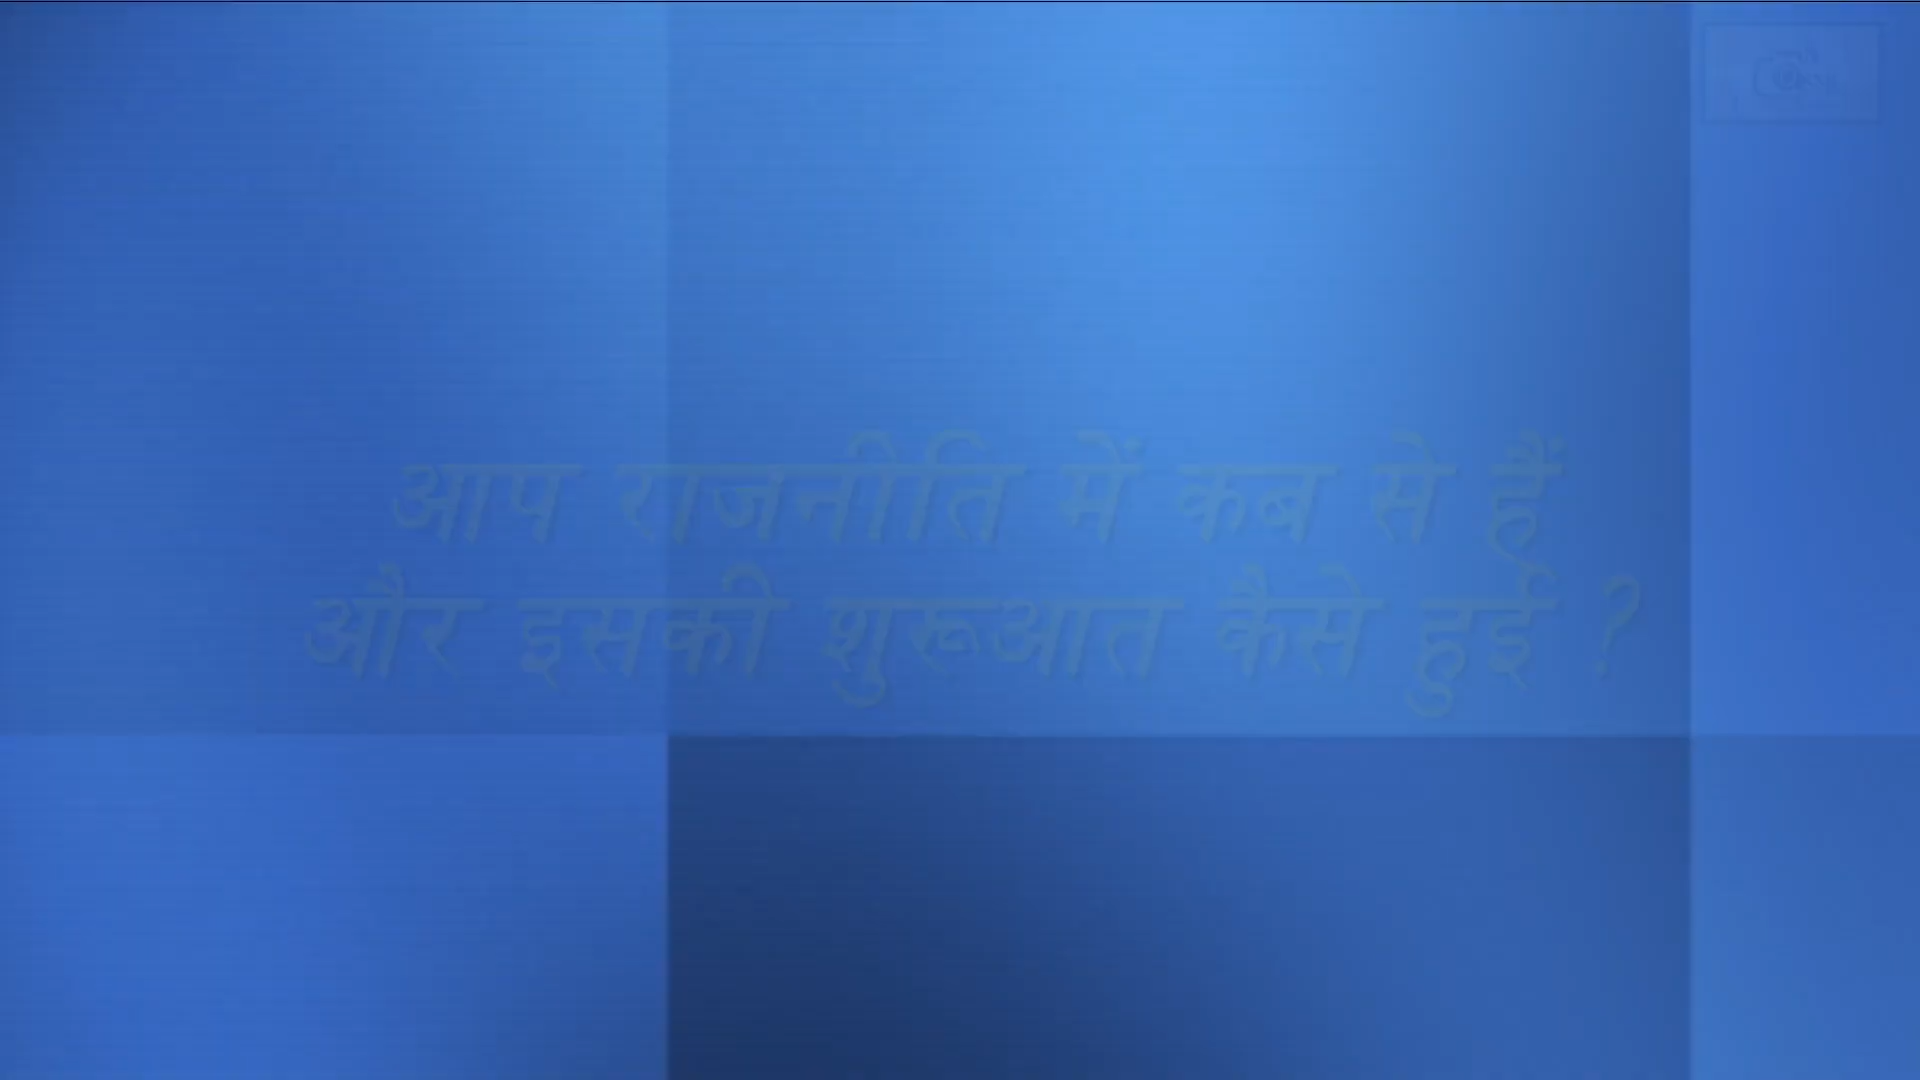 आप राजनीति में कब से हैं
और इसकी शुरूआत कैसे हुई ?